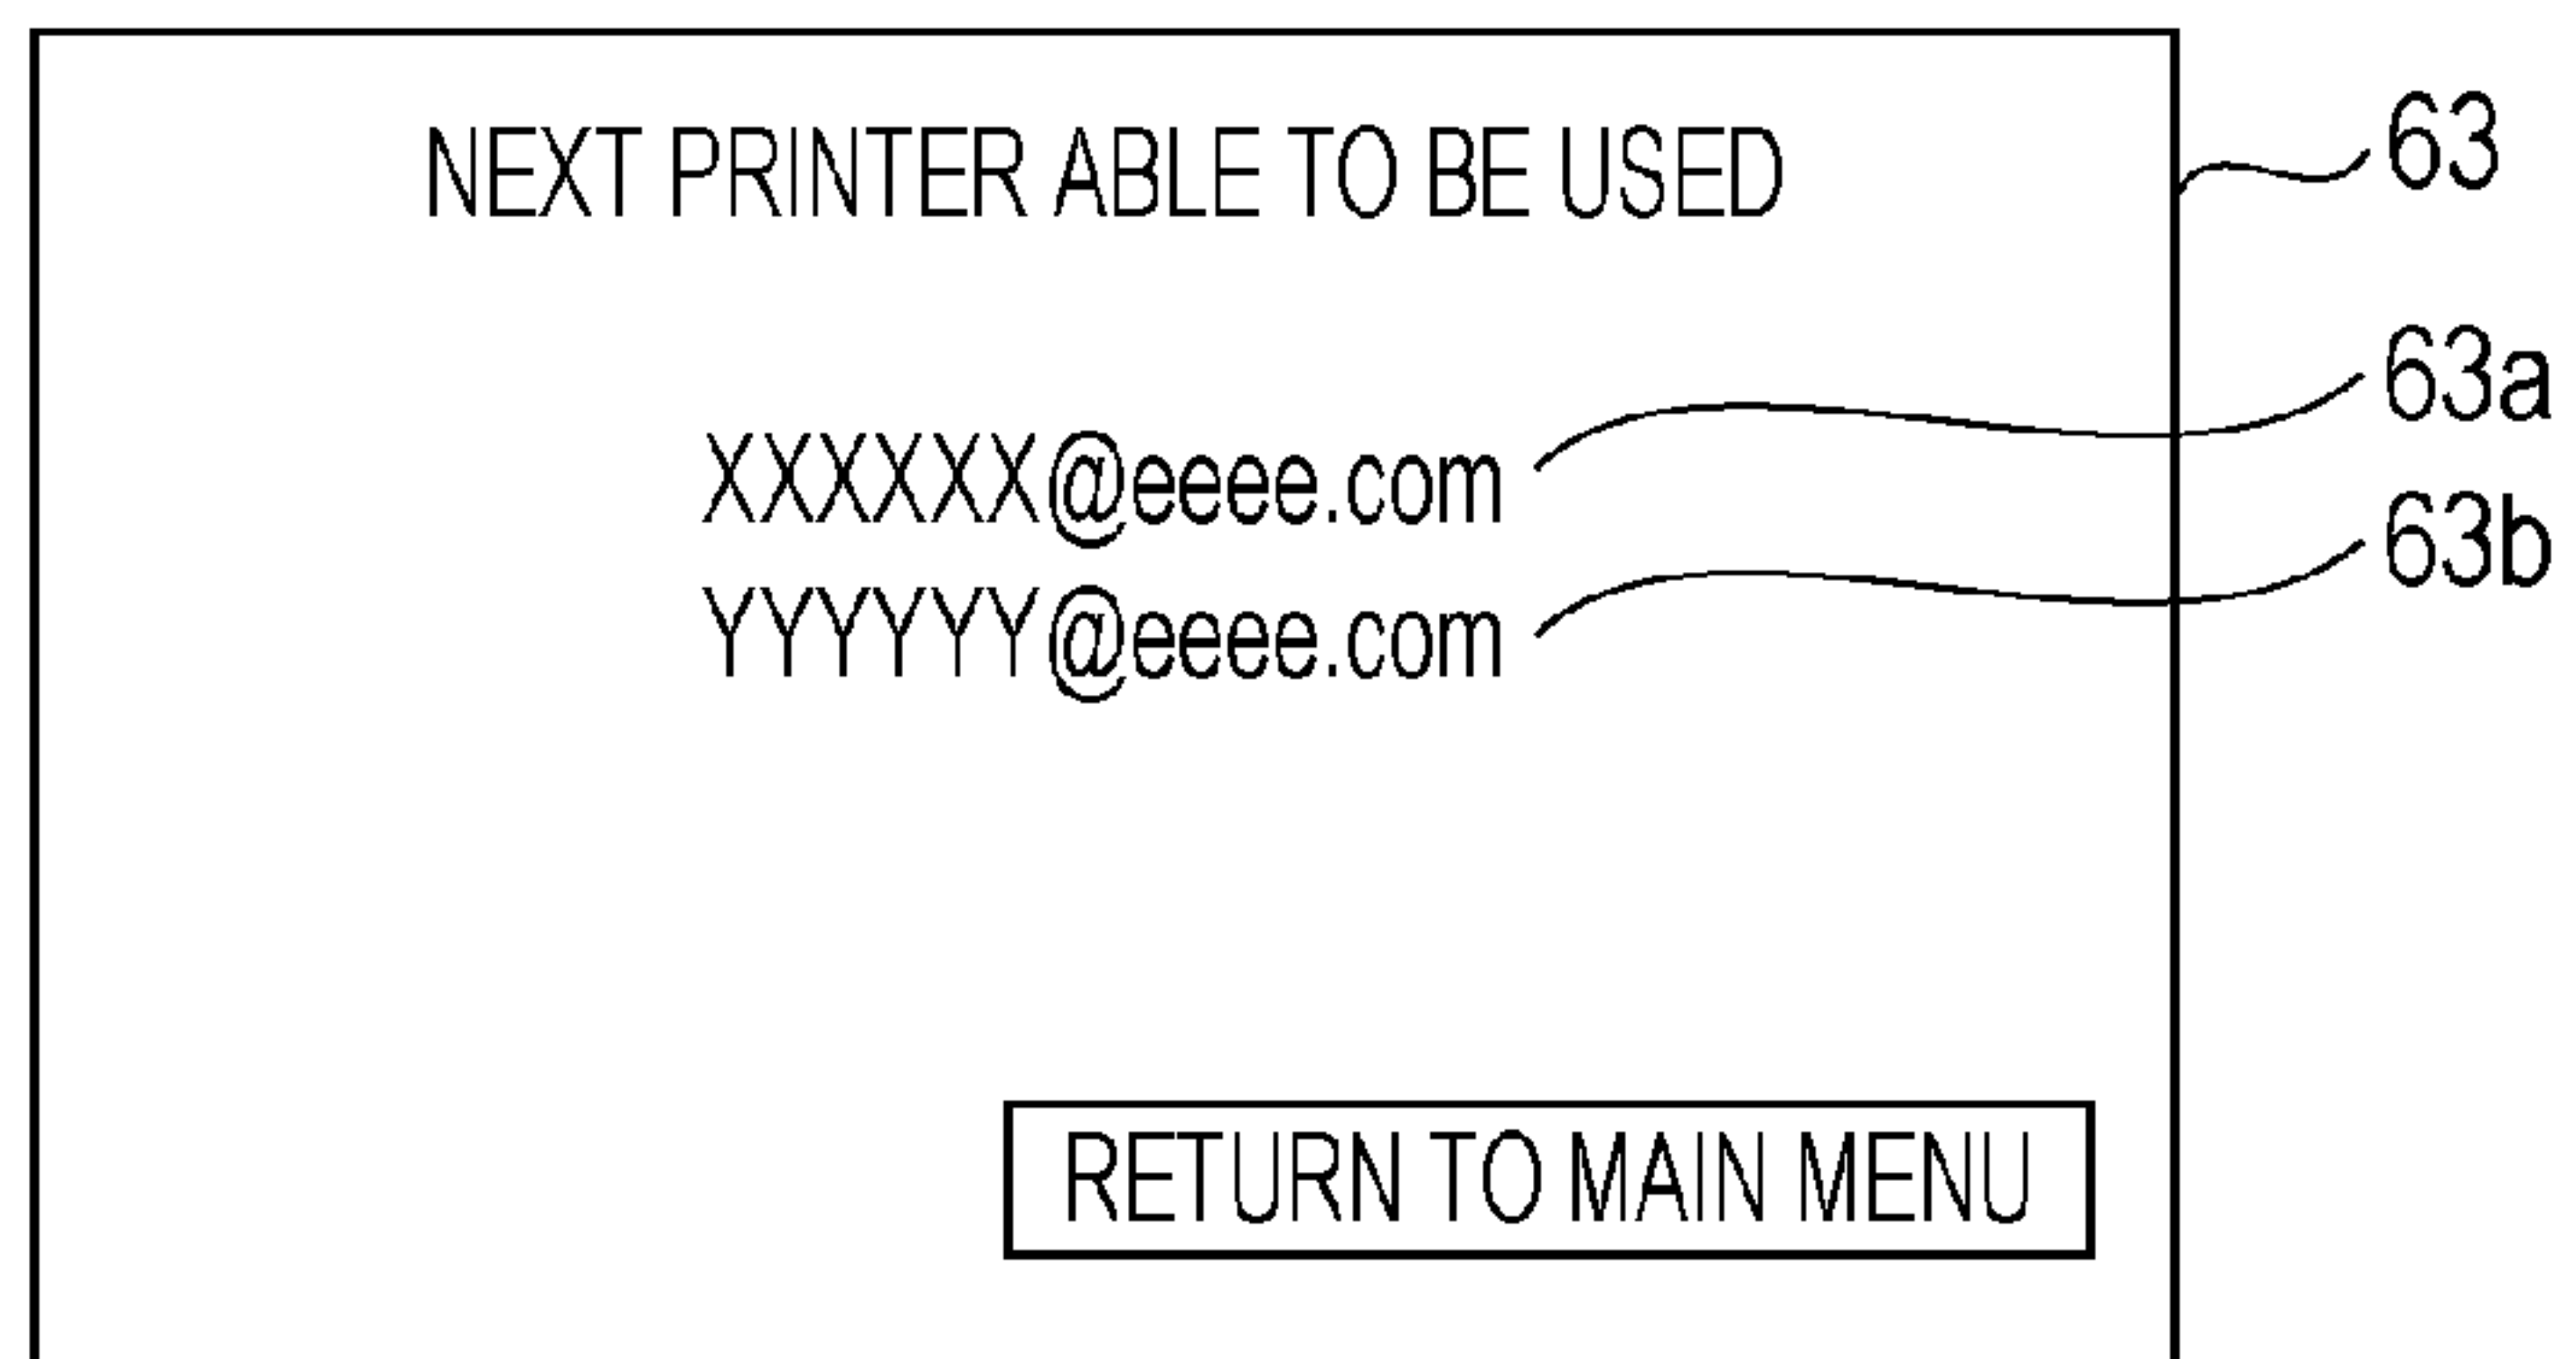 NEXT PRINTER ABLE TO BE USED
63
XXXXXX@eeee.com
63a
YYYYYY@eeee.com
63b
RETURN TO MAIN MENU